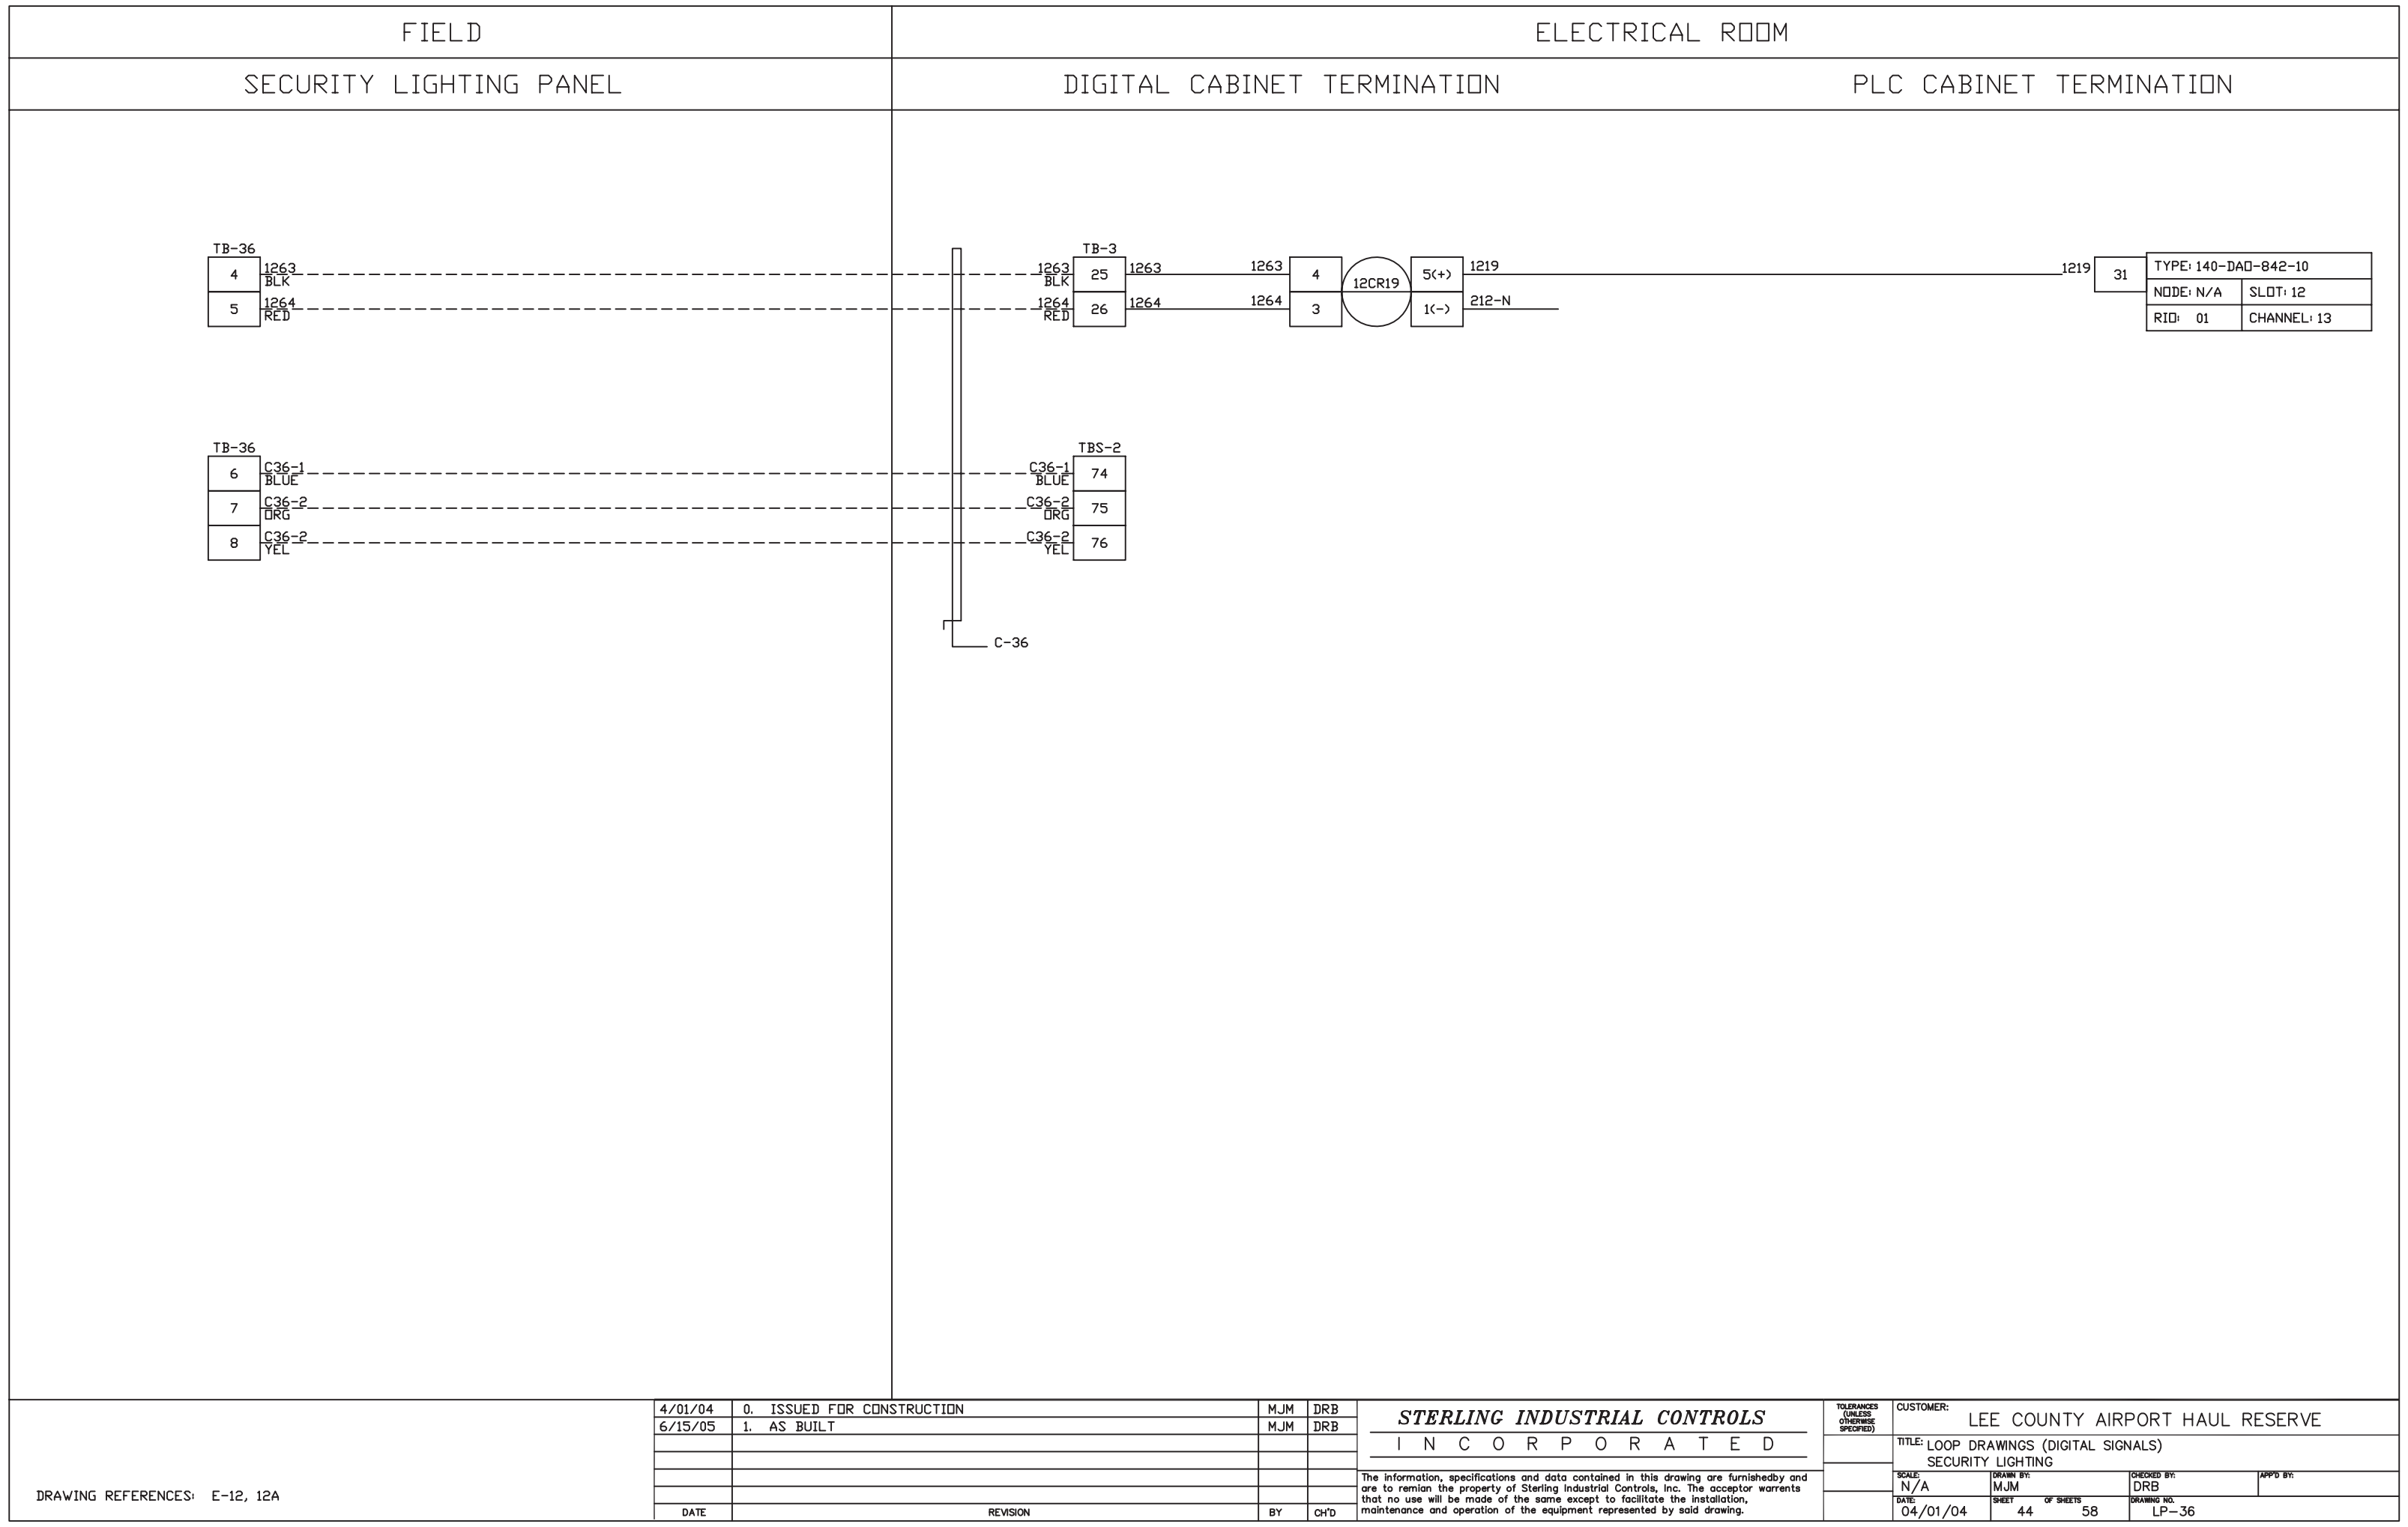 FIELD
ELECTRICAL ROOM
SECURITY LIGHTING PANEL
DIGITAL CABINET TERMINATION
PLC CABINET TERMINATION
TB-36
4
1263
BLK
5
1264
RED
1263
BLK
1264
RED
TB-3
25
1263
26
1264
1263
4
1264
3
12CR19
5(+)
1219
1(-)
212-N
1219
31
TYPE: 140-DAO-842-10
NODE: N/A
SLOT: 12
RIO: 01
CHANNEL: 13
TB-36
6
C36-1
BLUE
7
C36-2
ORG
8
C36-2
YEL
C36-1
BLUE
C36-2
ORG
C36-2
YEL
TBS-2
74
75
76
C-36
DRAWING REFERENCES: E-12, 12A
4/01/04 0. ISSUED FOR CONSTRUCTION MJM DRB
6/15/05 1. AS BUILT MJM DRB
DATE REVISION BY CH'D
STERLING INDUSTRIAL CONTROLS
INCORPORATED
The information, specifications and data contained in this drawing are furnishedby and
are to remian the property of Sterling Industrial Controls, Inc. The acceptor warrents
that no use will be made of the same except to facilitate the installation,
maintenance and operation of the equipment represented by said drawing.
TOLERANCES
(UNLESS
OTHERWISE
SPECIFIED)
CUSTOMER:
LEE COUNTY AIRPORT HAUL RESERVE
TITLE: LOOP DRAWINGS (DIGITAL SIGNALS)
SECURITY LIGHTING
SCALE:
N/A
DRAWN BY:
MJM
CHECKED BY:
DRB
APP'D BY:
DATE:
04/01/04
SHEET
44
OF SHEETS
58
DRAWING NO.
LP-36